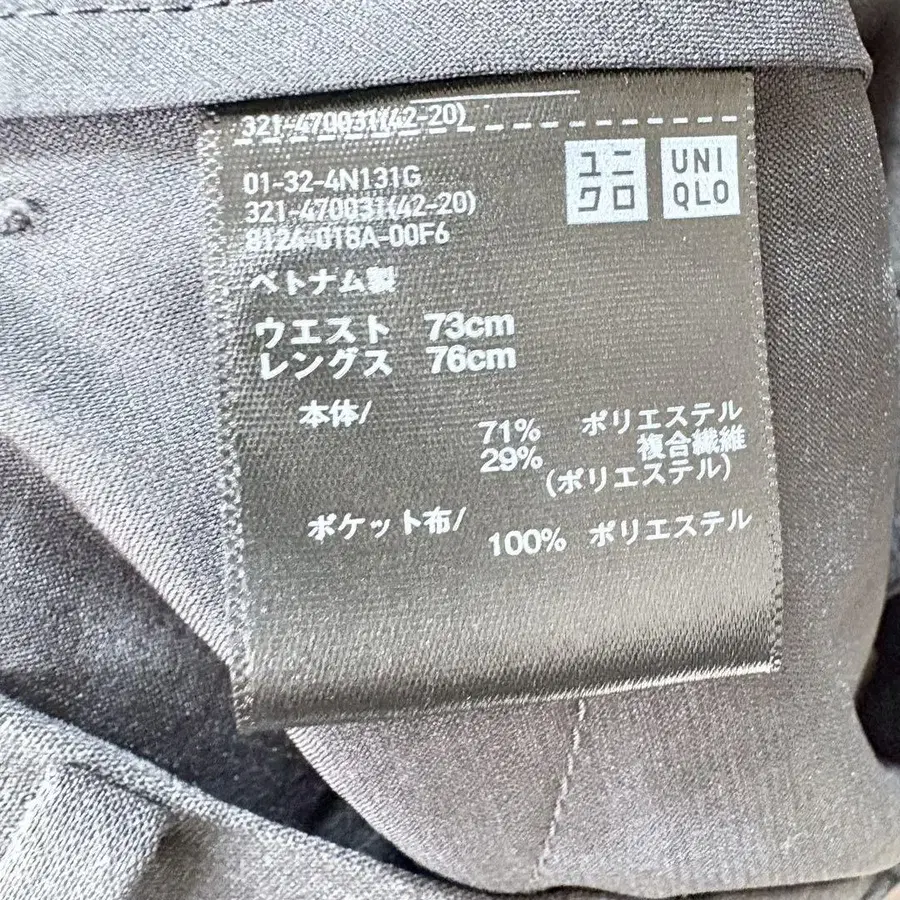 321-470031(42-20)
ユニクロ
UNIQLO
01-32-4N131G
321-470031(42-20)
8124-018A-00F6
ベトナム製
ウエスト 73cm
レングス 76cm
本体/
71% ポリエステル
29% 複合繊維
(ポリエステル)
ポケット布/
100% ポリエステル